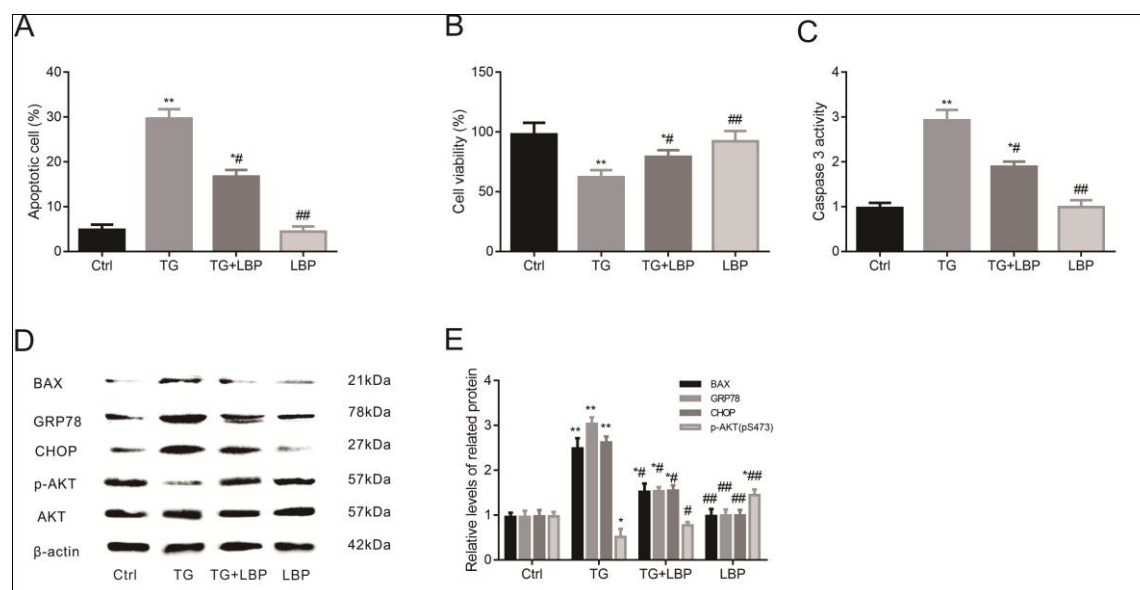 A
Apoptotic cell (%)
40
30
20
10
0
**
*#
##
Ctrl TG TG+LBP LBP
B
Cell viability (%)
150
100
50
0
**
*#
##
Ctrl TG TG+LBP LBP
C
Caspase 3 activity
4
3
2
1
0
**
*#
##
Ctrl TG TG+LBP LBP
D
BAX 21kDa
GRP78 78kDa
CHOP 27kDa
p-AKT 57kDa
AKT 57kDa
β-actin 42kDa
Ctrl TG TG+LBP LBP
E
Relative levels of related protein
4
3
2
1
0
BAX
GRP78
CHOP
p-AKT(pS473)
** ** ** *
*# *# *# #
## ## ## *##
Ctrl TG TG+LBP LBP